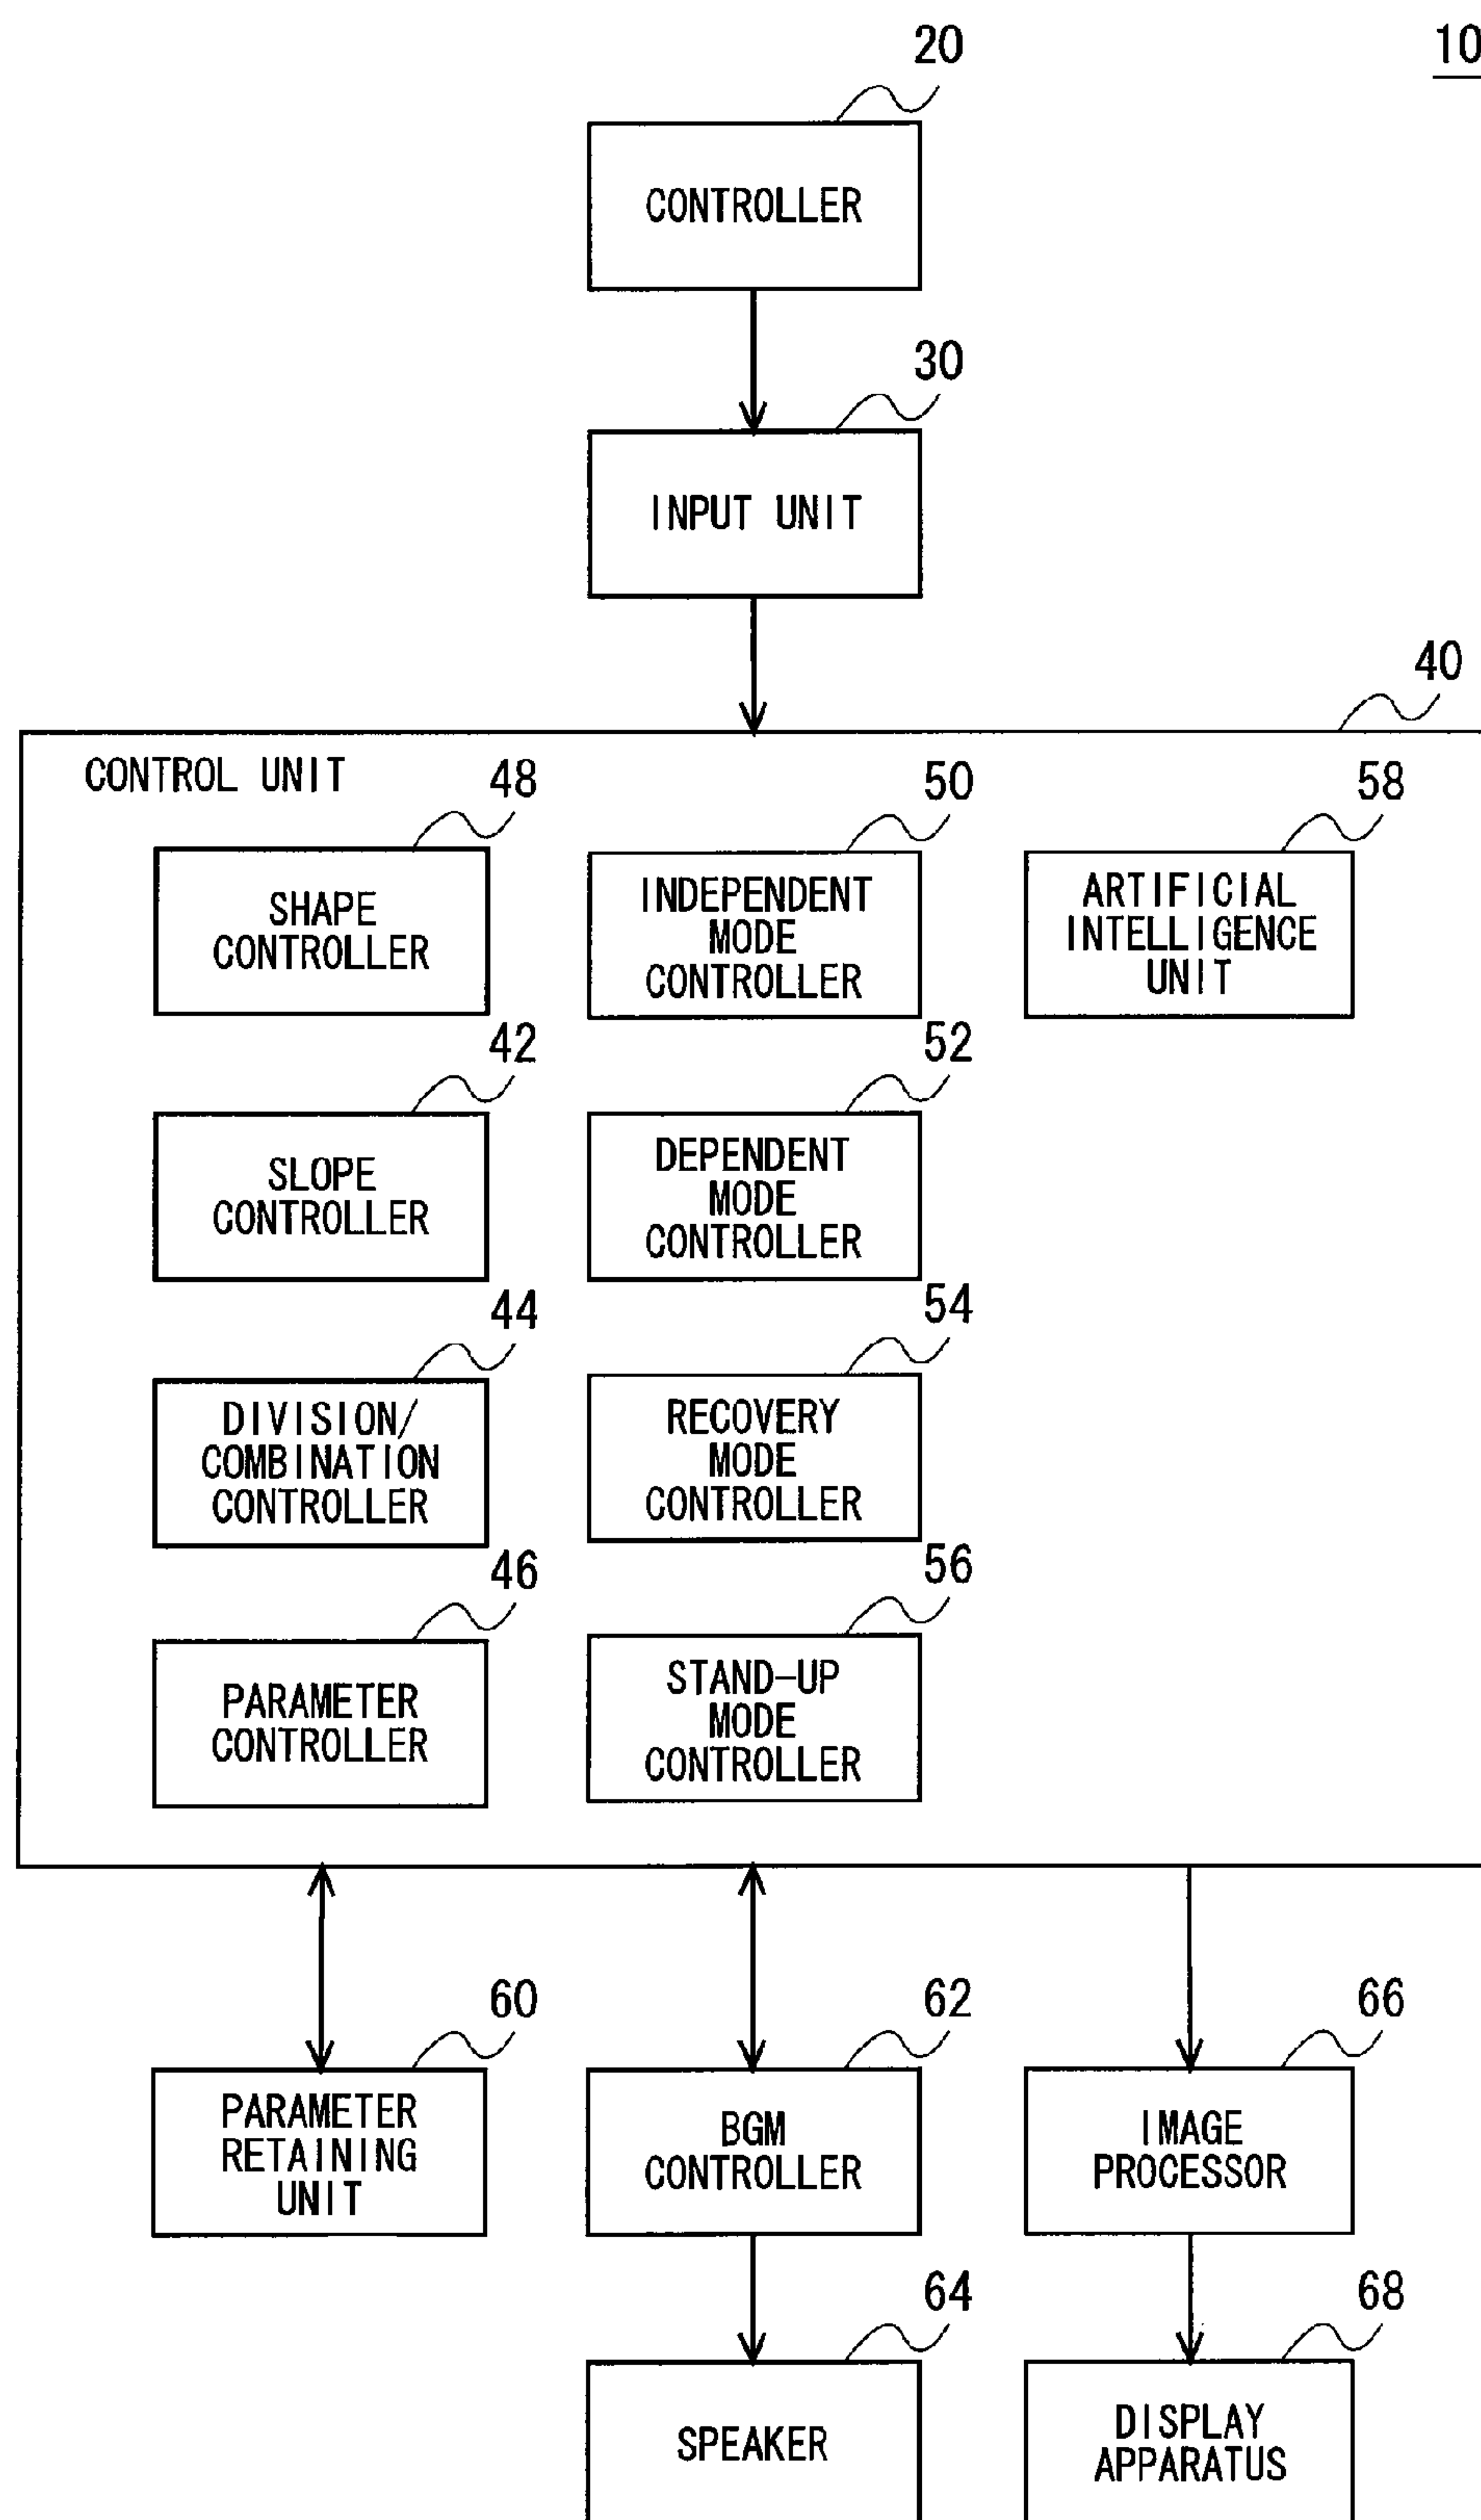 20
10
CONTROLLER
30
INPUT UNIT
40
CONTROL UNIT
48
50
58
SHAPE
CONTROLLER
INDEPENDENT
MODE
CONTROLLER
ARTIFICIAL
INTELLIGENCE
UNIT
42
52
SLOPE
CONTROLLER
DEPENDENT
MODE
CONTROLLER
44
54
DIVISION/
COMBINATION
CONTROLLER
RECOVERY
MODE
CONTROLLER
46
56
PARAMETER
CONTROLLER
STAND-UP
MODE
CONTROLLER
60
62
66
PARAMETER
RETAINING
UNIT
BGM
CONTROLLER
IMAGE
PROCESSOR
64
68
SPEAKER
DISPLAY
APPARATUS